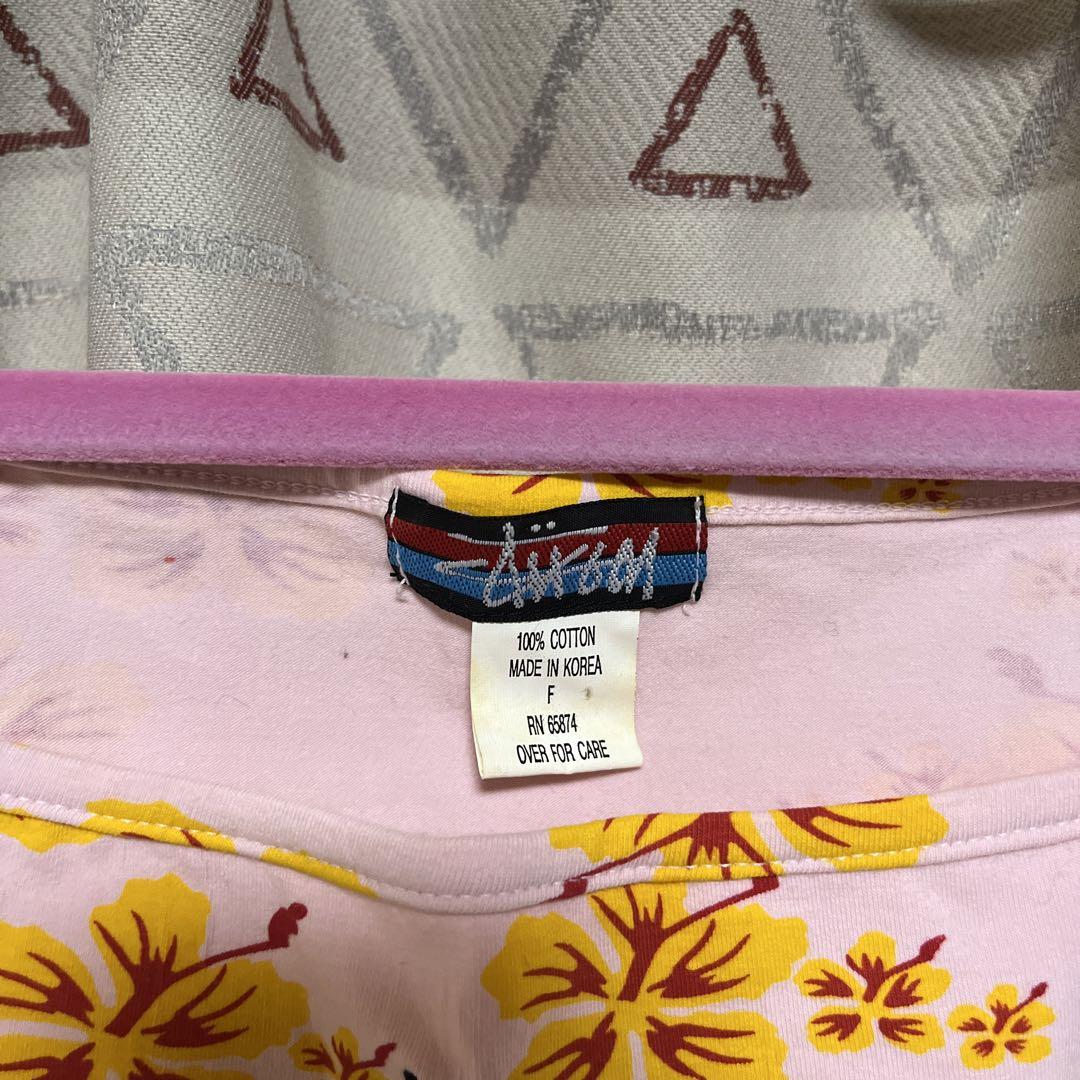 100% COTTON
MADE IN KOREA
F
RN 65874
OVER FOR CARE